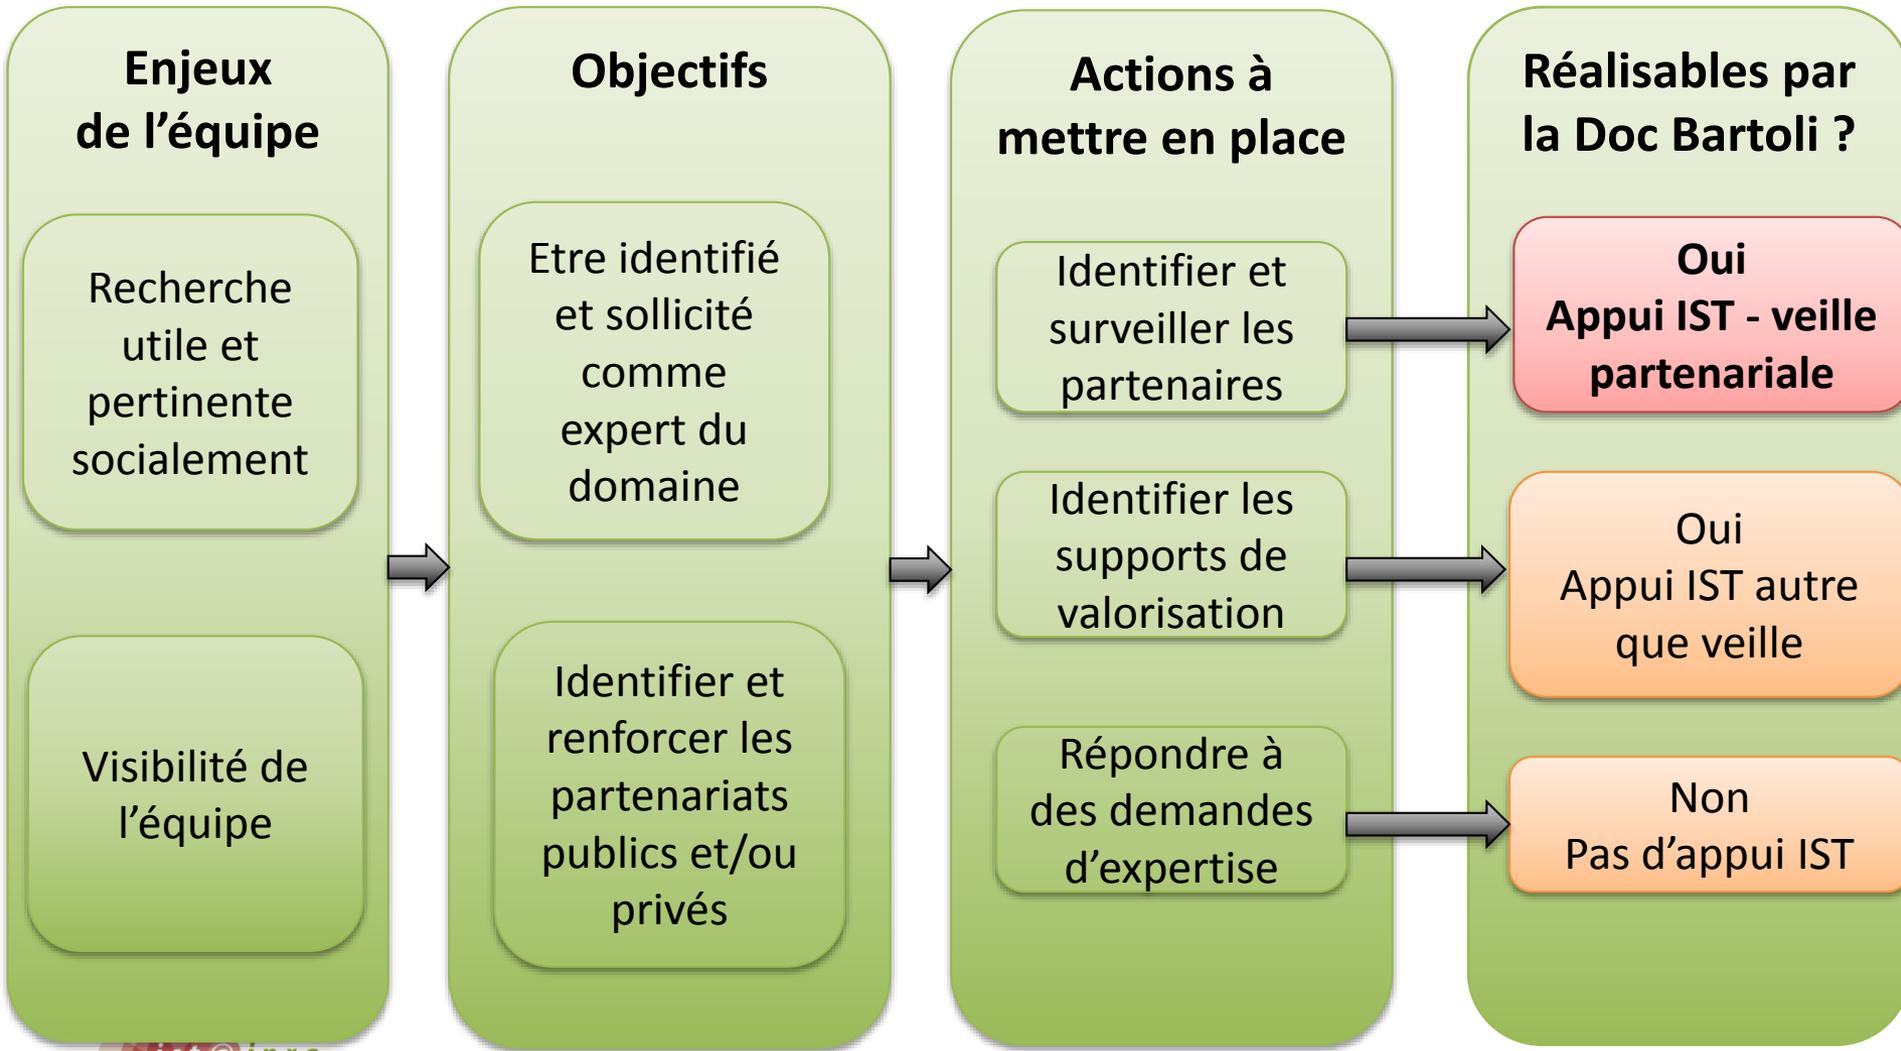 Enjeux
de l’équipe
Recherche
utile et
pertinente
socialement
Visibilité de
l’équipe
Objectifs
Etre identifié
et sollicité
comme
expert du
domaine
Identifier et
renforcer les
partenariats
publics et/ou
privés
Actions à
mettre en place
Identifier et
surveiller les
partenaires
Identifier les
supports de
valorisation
Répondre à
des demandes
d’expertise
Réalisables par
la Doc Bartoli ?
Oui
Appui IST - veille
partenariale
Oui
Appui IST autre
que veille
Non
Pas d’appui IST